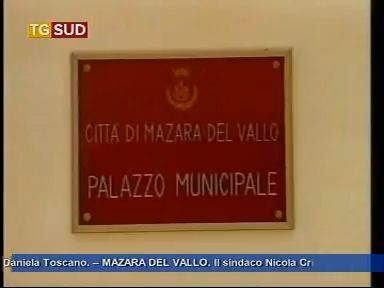 TG SUD
CITTÀ DI MAZARA DEL VALLO
PALAZZO MUNICIPALE
Daniela Toscano. – MAZARA DEL VALLO. Il sindaco Nicola Cri